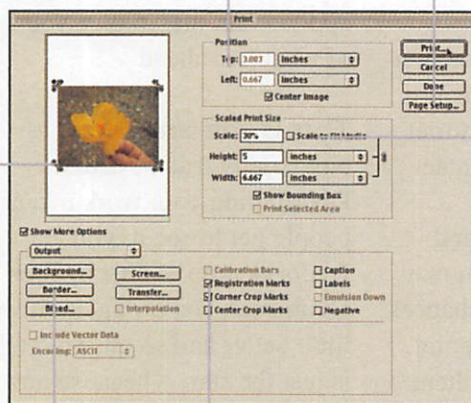 Print
Position
Top: 3.083 inches
Left: 0.667 inches
Center Image
Print...
Cancel
Done
Page Setup...
Scaled Print Size
Scale: 30% Scale to Fit Media
Height: 5 inches
Width: 6.667 inches
Show Bounding Box
Print Selected Area
Show More Options
Output
Background...
Border...
Bleed...
Screen...
Transfer...
Interpolation
Calibration Bars
Registration Marks
Corner Crop Marks
Center Crop Marks
Caption
Labels
Emulsion Down
Negative
Include Vector Data
Encoding: ASCII